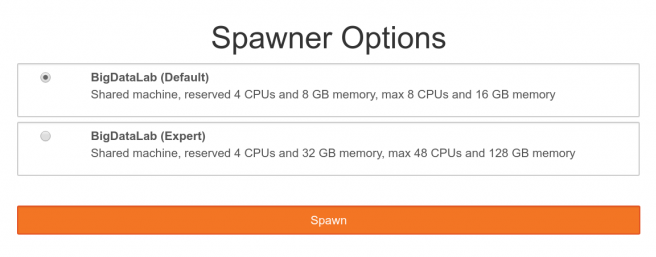 Spawner Options
BigDataLab (Default)
Shared machine, reserved 4 CPUs and 8 GB memory, max 8 CPUs and 16 GB memory
BigDataLab (Expert)
Shared machine, reserved 4 CPUs and 32 GB memory, max 48 CPUs and 128 GB memory
Spawn